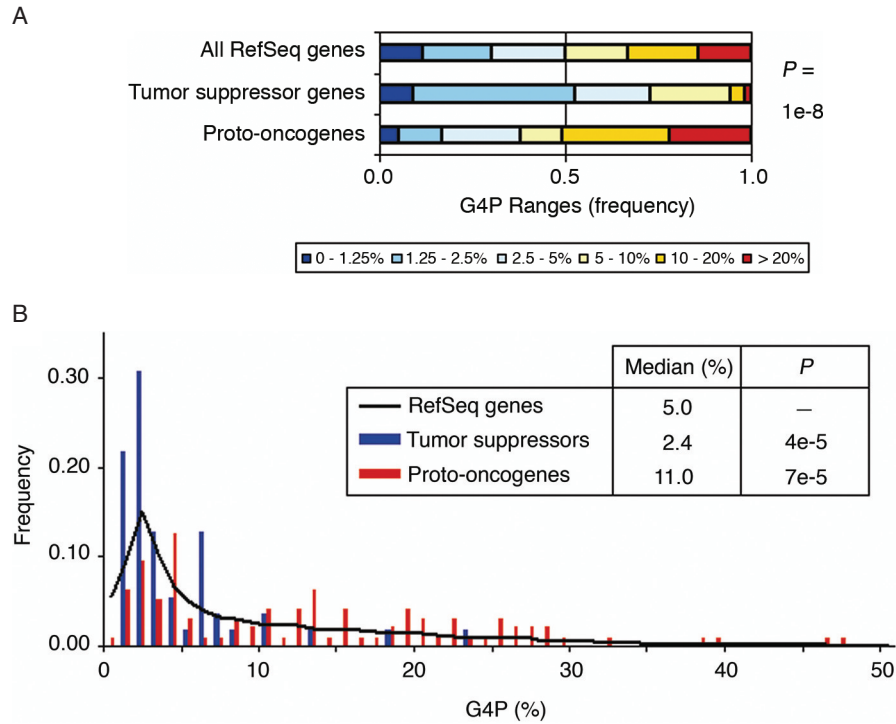 A
All RefSeq genes
Tumor suppressor genes
Proto-oncogenes
P =
1e-8
0.0 0.5 1.0
G4P Ranges (frequency)
0 - 1.25% 1.25 - 2.5% 2.5 - 5% 5 - 10% 10 - 20% > 20%
B
Median (%) P
RefSeq genes 5.0 —
Tumor suppressors 2.4 4e-5
Proto-oncogenes 11.0 7e-5
Frequency
0.30
0.20
0.10
0.00
0 10 20 30 40 50
G4P (%)